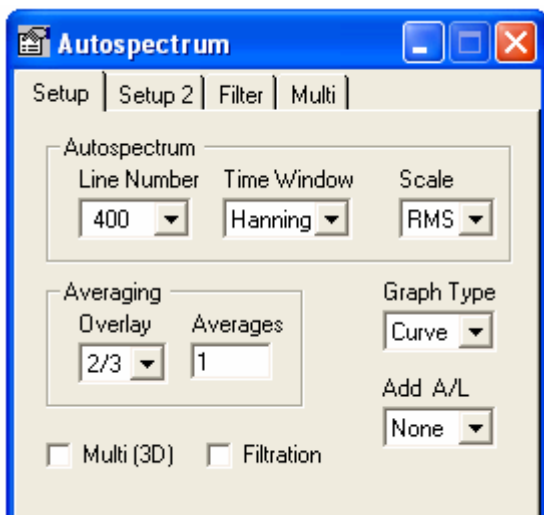 Autospectrum
Setup Setup 2 Filter Multi
Autospectrum
Line Number Time Window Scale
400 Hanning RMS
Averaging Graph Type
Overlay Averages Curve
2/3 1
Add A/L
None
Multi (3D) Filtration